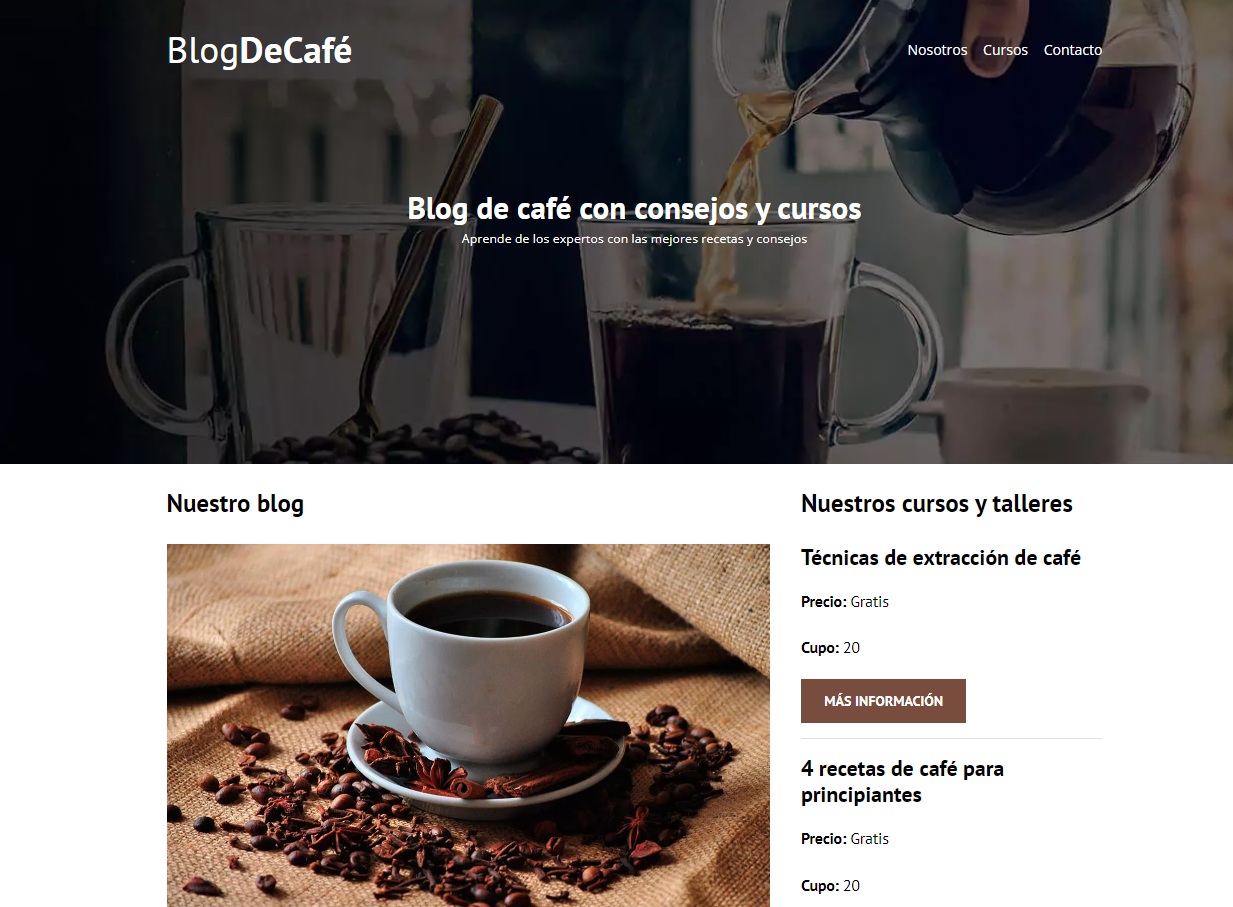 BlogDeCafé
Nosotros Cursos Contacto
Blog de café con consejos y cursos
Aprende de los expertos con las mejores recetas y consejos
Nuestro blog
Nuestros cursos y talleres
Técnicas de extracción de café
Precio: Gratis
Cupo: 20
MÁS INFORMACIÓN
4 recetas de café para
principiantes
Precio: Gratis
Cupo: 20